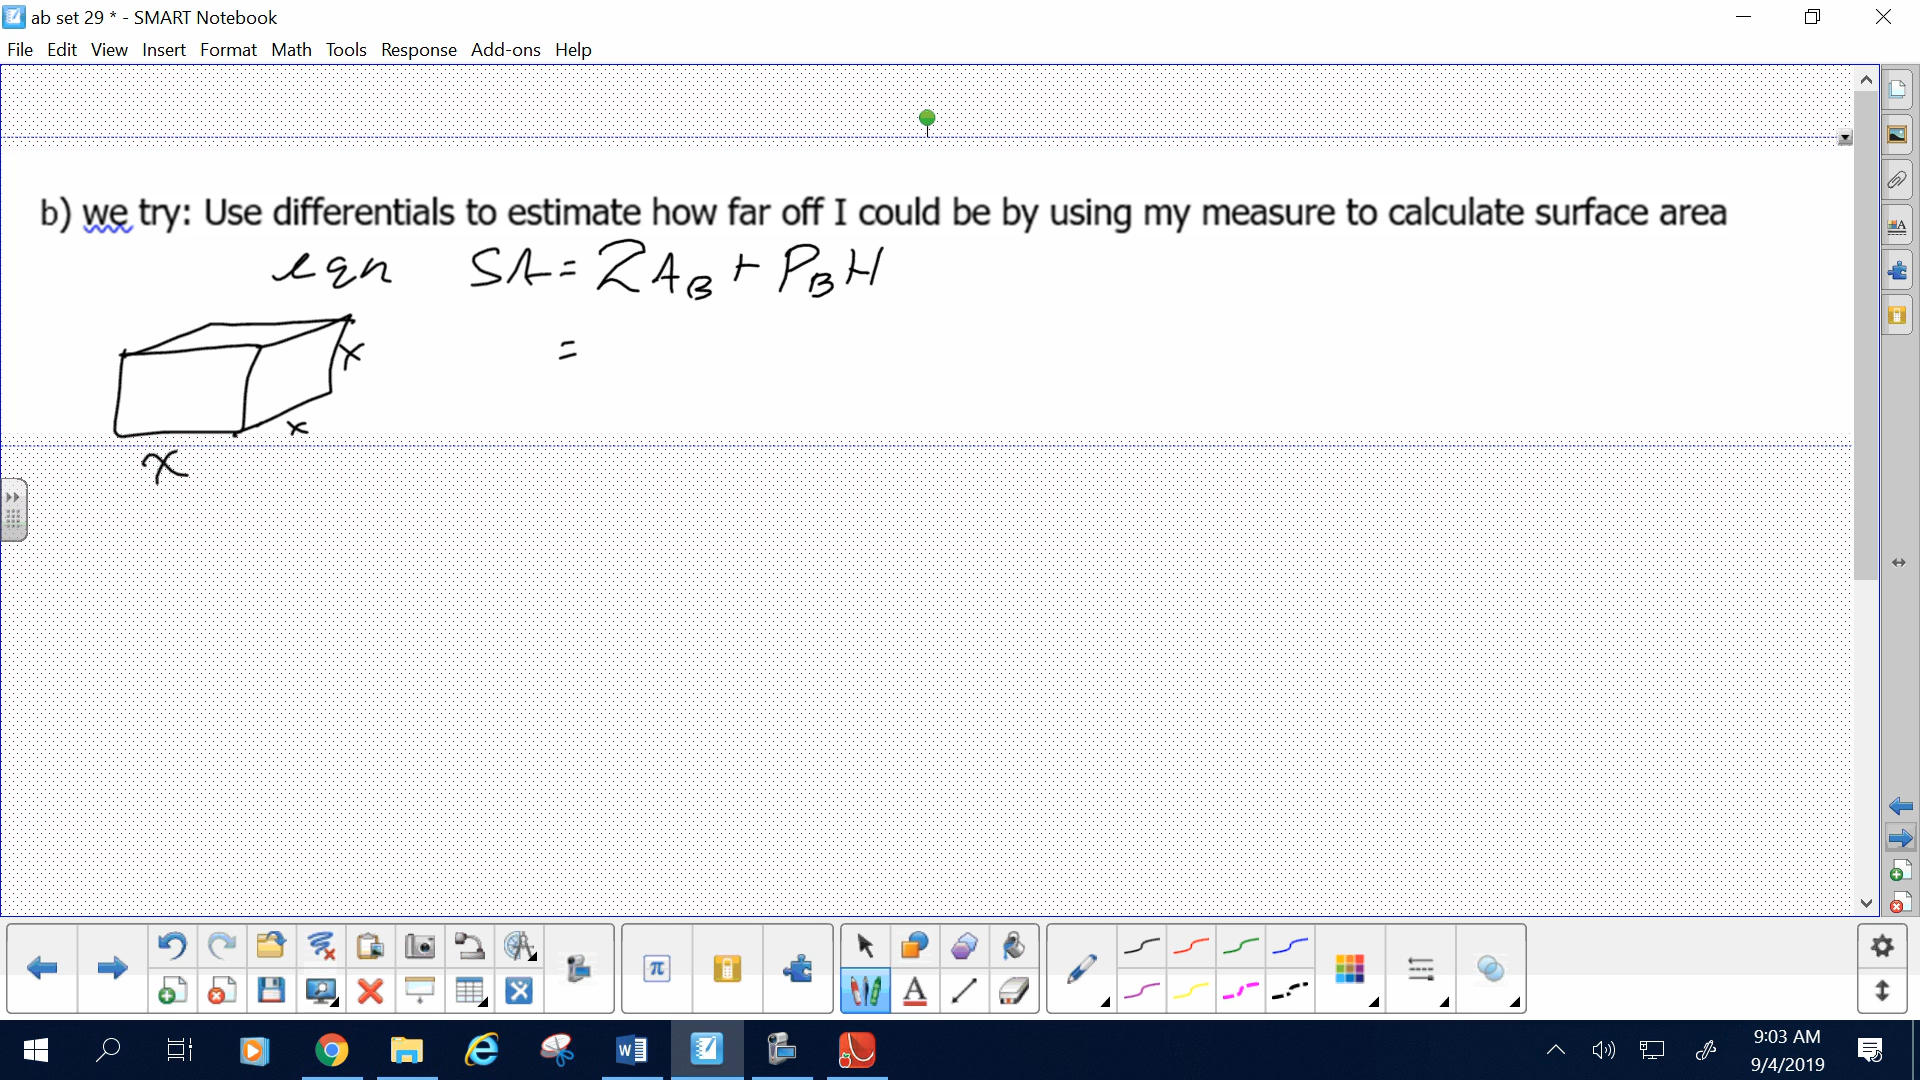 ab set 29 * - SMART Notebook
File Edit View Insert Format Math Tools Response Add-ons Help
b) we try: Use differentials to estimate how far off I could be by using my measure to calculate surface area
eqn SA = 2A_B + P_B H
=
x
x
x
9:03 AM
9/4/2019